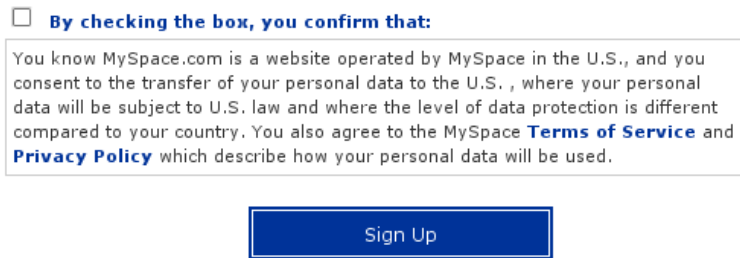 By checking the box, you confirm that:
You know MySpace.com is a website operated by MySpace in the U.S., and you
consent to the transfer of your personal data to the U.S. , where your personal
data will be subject to U.S. law and where the level of data protection is different
compared to your country. You also agree to the MySpace Terms of Service and
Privacy Policy which describe how your personal data will be used.
Sign Up